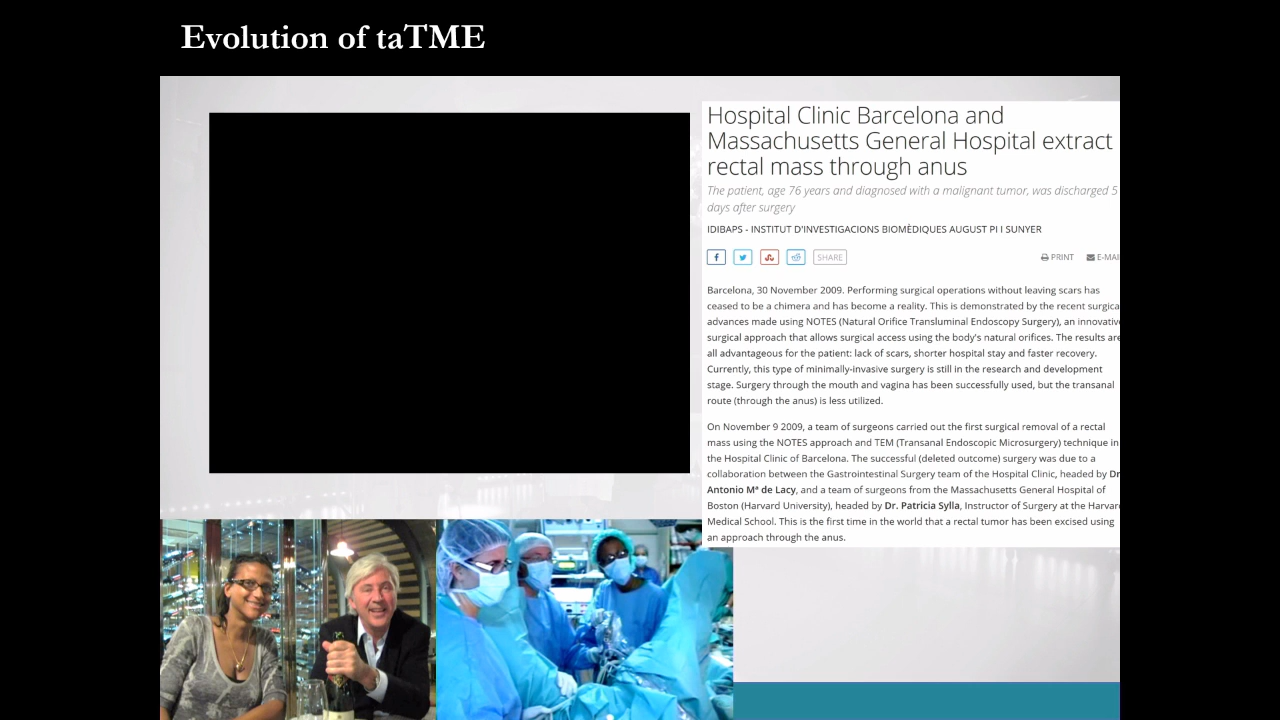 Evolution of taTME
Hospital Clinic Barcelona and
Massachusetts General Hospital extract
rectal mass through anus
The patient, age 76 years and diagnosed with a malignant tumor, was discharged 5
days after surgery
IDIBAPS - INSTITUT D'INVESTIGACIONS BIOMÈDIQUES AUGUST PI I SUNYER
SHARE
PRINT E-MAI
Barcelona, 30 November 2009. Performing surgical operations without leaving scars has
ceased to be a chimera and has become a reality. This is demonstrated by the recent surgica
advances made using NOTES (Natural Orifice Transluminal Endoscopy Surgery), an innovative
surgical approach that allows surgical access using the body's natural orifices. The results are
all advantageous for the patient: lack of scars, shorter hospital stay and faster recovery.
Currently, this type of minimally-invasive surgery is still in the research and development
stage. Surgery through the mouth and vagina has been successfully used, but the transanal
route (through the anus) is less utilized.
On November 9 2009, a team of surgeons carried out the first surgical removal of a rectal
mass using the NOTES approach and TEM (Transanal Endoscopic Microsurgery) technique in
the Hospital Clinic of Barcelona. The successful (deleted outcome) surgery was due to a
collaboration between the Gastrointestinal Surgery team of the Hospital Clinic, headed by Dr
Antonio Mª de Lacy, and a team of surgeons from the Massachusetts General Hospital of
Boston (Harvard University), headed by Dr. Patricia Sylla, Instructor of Surgery at the Harvard
Medical School. This is the first time in the world that a rectal tumor has been excised using
an approach through the anus.